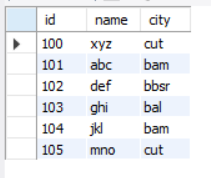 id name city
100 xyz cut
101 abc bam
102 def bbsr
103 ghi bal
104 jkl bam
105 mno cut